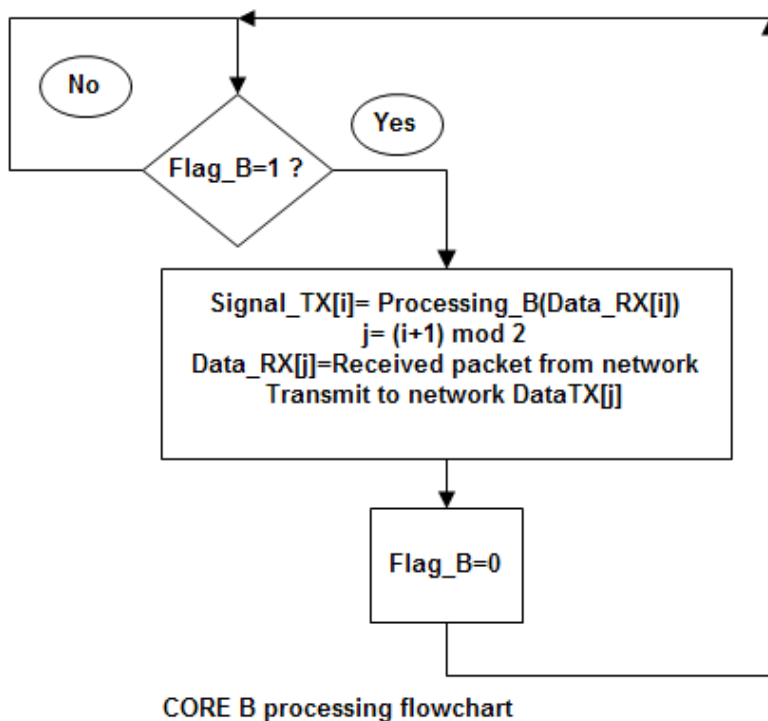 No
Yes
Flag_B=1 ?
Signal_TX[i]= Processing_B(Data_RX[i])
j= (i+1) mod 2
Data_RX[j]=Received packet from network
Transmit to network DataTX[j]
Flag_B=0
CORE B processing flowchart